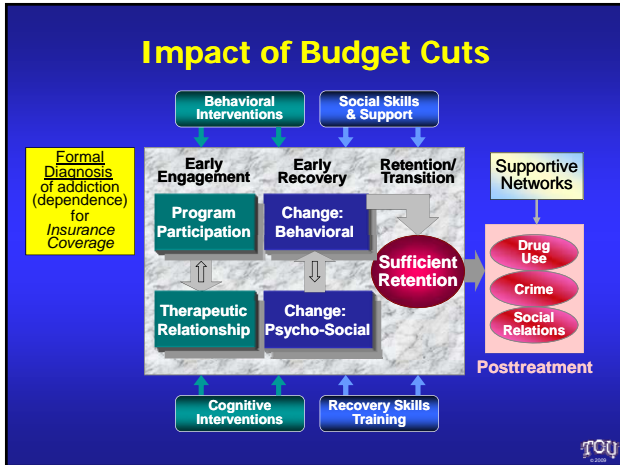 Impact of Budget Cuts
Behavioral
Interventions
Social Skills
& Support
Formal
Diagnosis
of addiction
(dependence)
for
Insurance
Coverage
Early
Engagement
Early
Recovery
Retention/
Transition
Supportive
Networks
Program
Participation
Change:
Behavioral
Sufficient
Retention
Drug
Use
Crime
Social
Relations
Therapeutic
Relationship
Change:
Psycho-Social
Posttreatment
Cognitive
Interventions
Recovery Skills
Training
TCU
© 2009